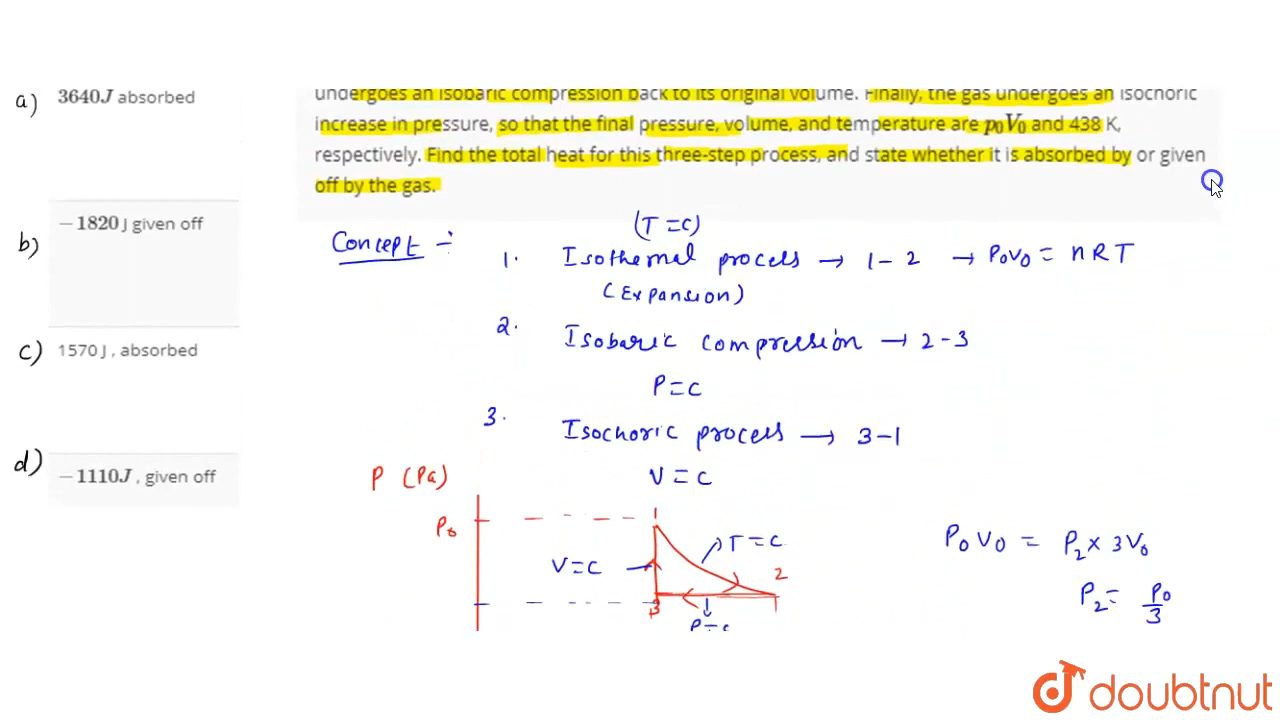 undergoes an isobaric compression back to its original volume. Finally, the gas undergoes an isochoric
increase in pressure, so that the final pressure, volume, and temperature are p₀V₀ and 438 K,
respectively. Find the total heat for this three-step process, and state whether it is absorbed by or given
off by the gas.
a) 3640J absorbed
b) −1820 J given off
c) 1570 J , absorbed
d) −1110J , given off
Concept :-
(T = C)
1. Isothermal process → 1-2 → P₀V₀ = nRT
(Expansion)
2. Isobaric compression → 2-3
P = C
3. Isochoric process → 3-1
V = C
P (Pa)
P₀
1
T = C
V = C
2
3
P = C
P₀V₀ = P₂ × 3V₀
P₂ = P₀/3
doubtnut